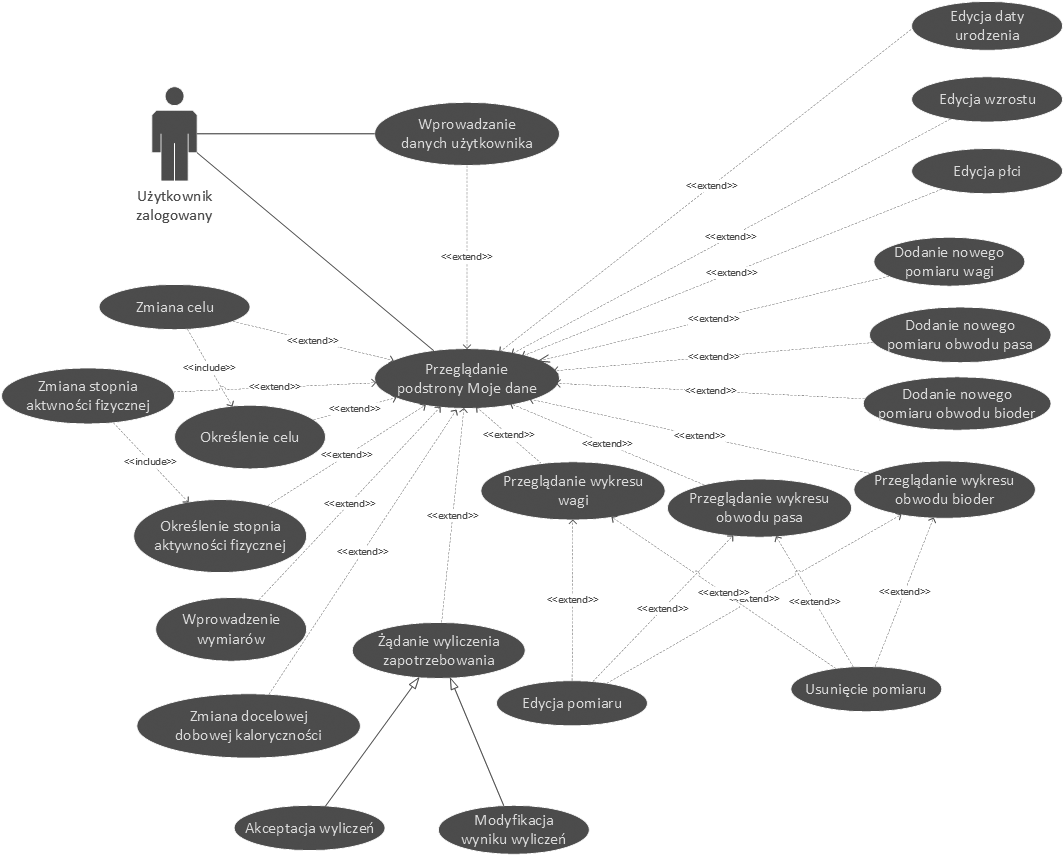 Edycja daty
urodzenia
Edycja wzrostu
Wprowadzanie
danych użytkownika
Edycja płci
Użytkownik
zalogowany
<<extend>>
<<extend>>
<<extend>>
<<extend>>
Dodanie nowego
pomiaru wagi
Zmiana celu
<<extend>>
Dodanie nowego
pomiaru obwodu pasa
<<extend>>
<<extend>>
<<include>>
Przeglądanie
podstrony Moje dane
Zmiana stopnia
aktwności fizycznej
<<extend>>
<<extend>>
Dodanie nowego
pomiaru obwodu bioder
<<extend>>
Określenie celu
<<extend>>
<<extend>>
<<extend>>
<<include>>
<<extend>>
Przeglądanie wykresu
wagi
Przeglądanie wykresu
obwodu pasa
Przeglądanie wykresu
obwodu bioder
<<extend>>
<<extend>>
Określenie stopnia
aktywności fizycznej
<<extend>>
<<extend>>
<<extend>>
<<extend>>
<<extend>>
<<extend>>
<<extend>>
Wprowadzenie
wymiarów
Żądanie wyliczenia
zapotrzebowania
Edycja pomiaru
Usunięcie pomiaru
Zmiana docelowej
dobowej kaloryczności
Akceptacja wyliczeń
Modyfikacja
wyniku wyliczeń